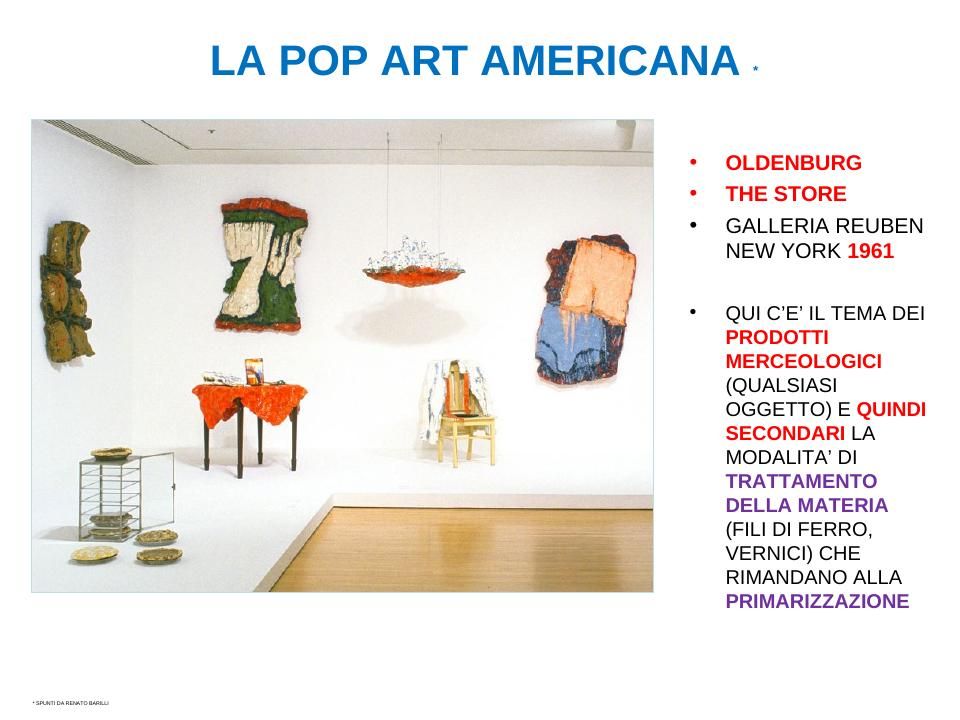 LA POP ART AMERICANA *
• OLDENBURG
• THE STORE
• GALLERIA REUBEN
NEW YORK 1961
• QUI C'E' IL TEMA DEI
PRODOTTI
MERCEOLOGICI
(QUALSIASI
OGGETTO) E QUINDI
SECONDARI LA
MODALITA' DI
TRATTAMENTO
DELLA MATERIA
(FILI DI FERRO,
VERNICI) CHE
RIMANDANO ALLA
PRIMARIZZAZIONE
* SPUNTI DA RENATO BARILLI